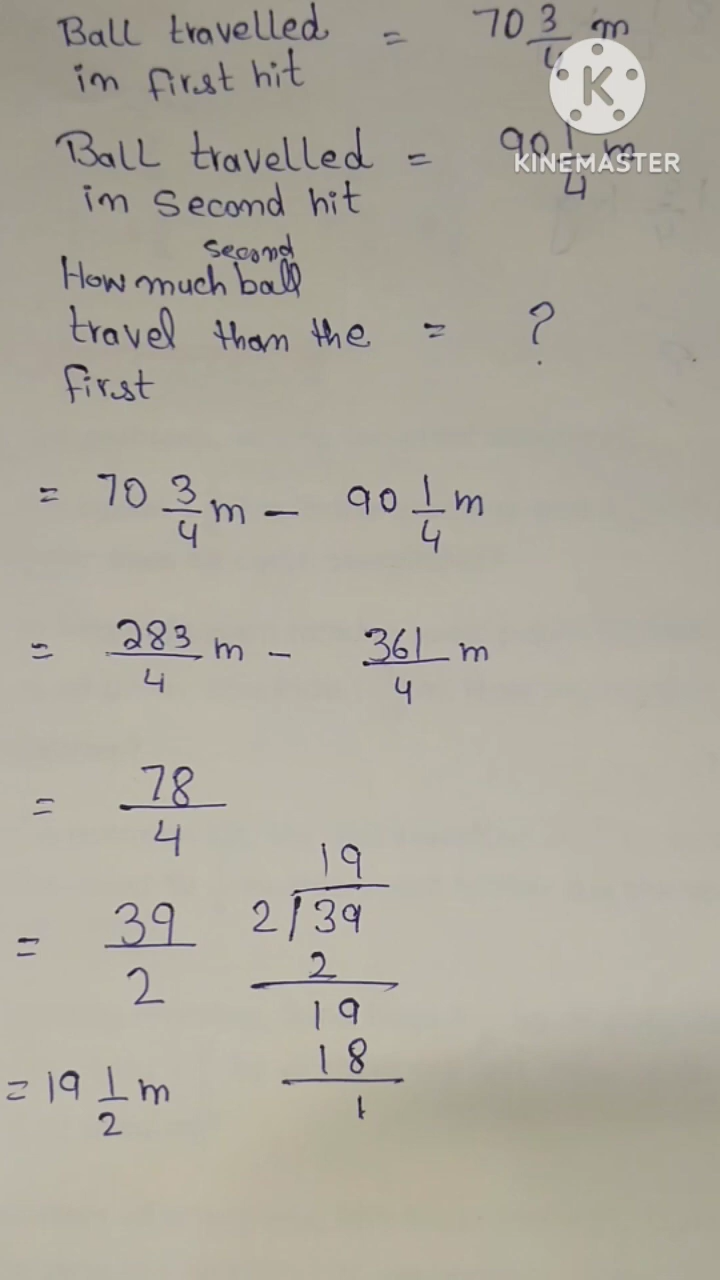 Ball travelled = 70 3/4 m
in first hit
K
KINEMASTER
Ball travelled = 90 1/4 m
in second hit
second
How much ball
travel than the = ?
first
= 70 3/4 m - 90 1/4 m
= 283/4 m - 361/4 m
= 78/4
19
= 39/2 2/39
2
19
18
= 19 1/2 m
1